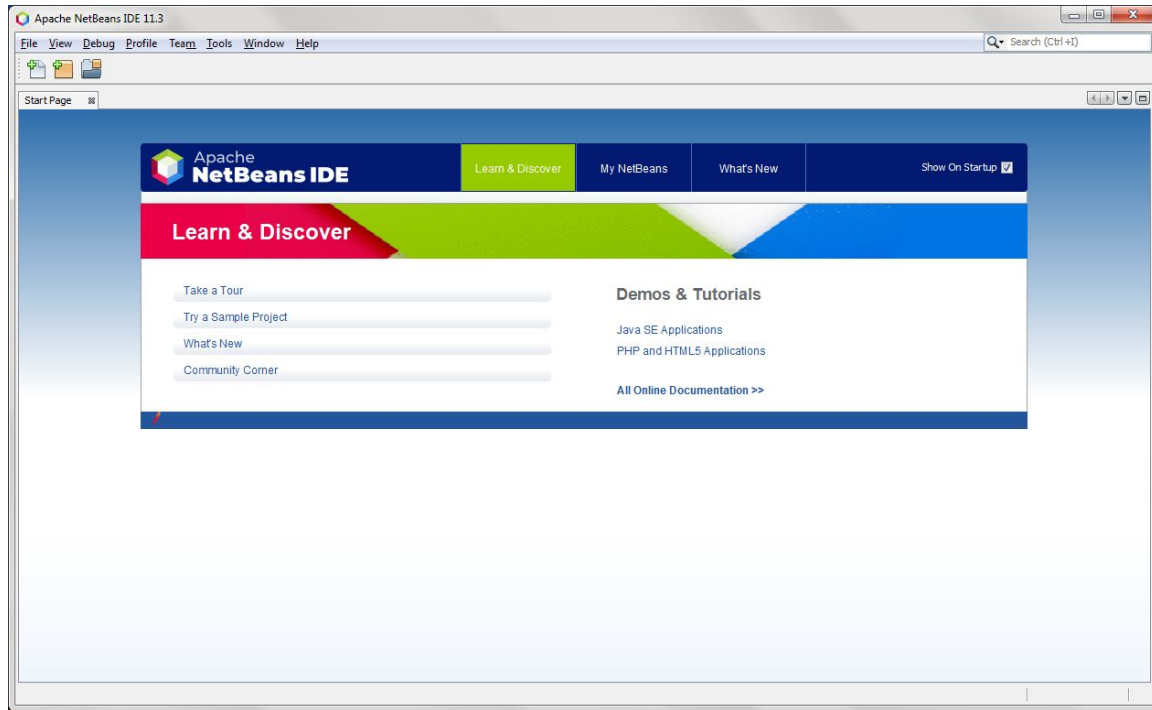 Apache NetBeans IDE 11.3
File View Debug Profile Team Tools Window Help
Search (Ctrl+I)
Start Page
Apache
NetBeans IDE
Learn & Discover
My NetBeans
What's New
Show On Startup
Learn & Discover
Take a Tour
Try a Sample Project
What's New
Community Corner
Demos & Tutorials
Java SE Applications
PHP and HTML5 Applications
All Online Documentation >>